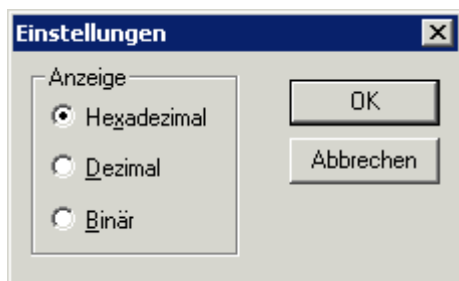 Einstellungen
Anzeige
Hexadezimal
Dezimal
Binär
OK
Abbrechen